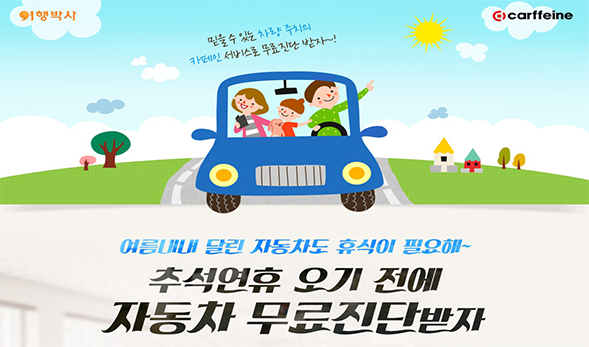 여행박사
carffeine
믿을 수 있는 차량 주치의
카페인 서비스로 무료진단 받자~!
여름내내 달린 자동차도 휴식이 필요해~
추석연휴 오기 전에
자동차 무료진단받자